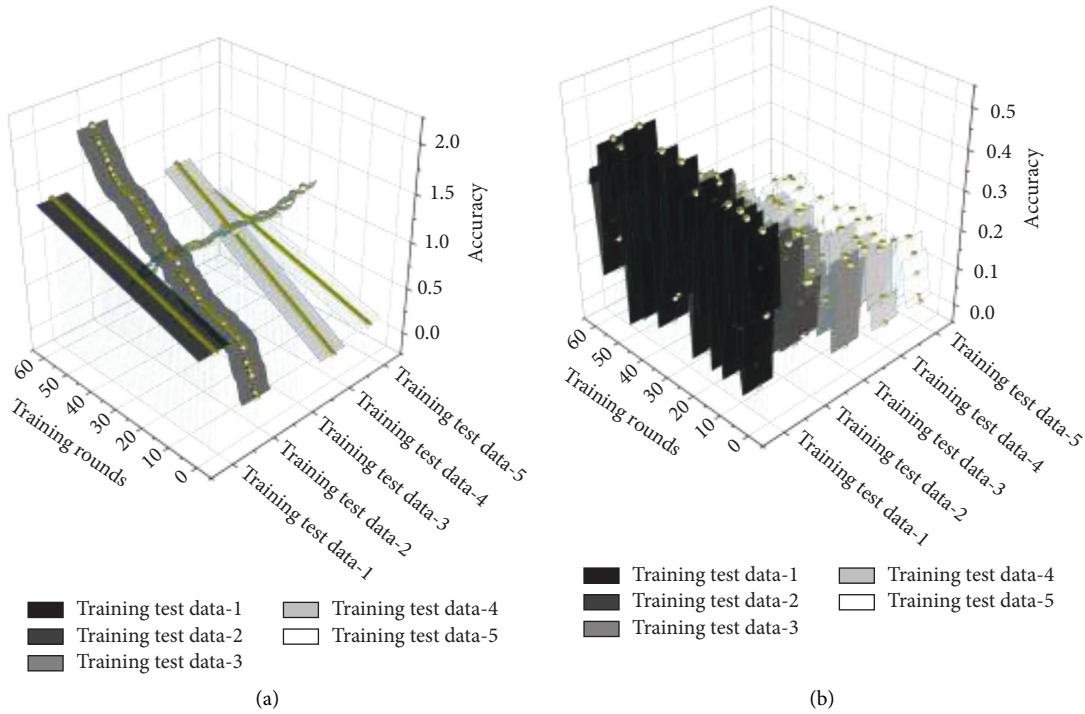 2.0
1.5
1.0
0.5
0.0
Accuracy
60
50
40
30
20
10
0
Training rounds
Training test data-5
Training test data-4
Training test data-3
Training test data-2
Training test data-1
Training test data-1
Training test data-2
Training test data-3
Training test data-4
Training test data-5
(a)
0.5
0.4
0.3
0.2
0.1
0.0
Accuracy
60
50
40
30
20
10
0
Training rounds
Training test data-5
Training test data-4
Training test data-3
Training test data-2
Training test data-1
Training test data-1
Training test data-2
Training test data-3
Training test data-4
Training test data-5
(b)